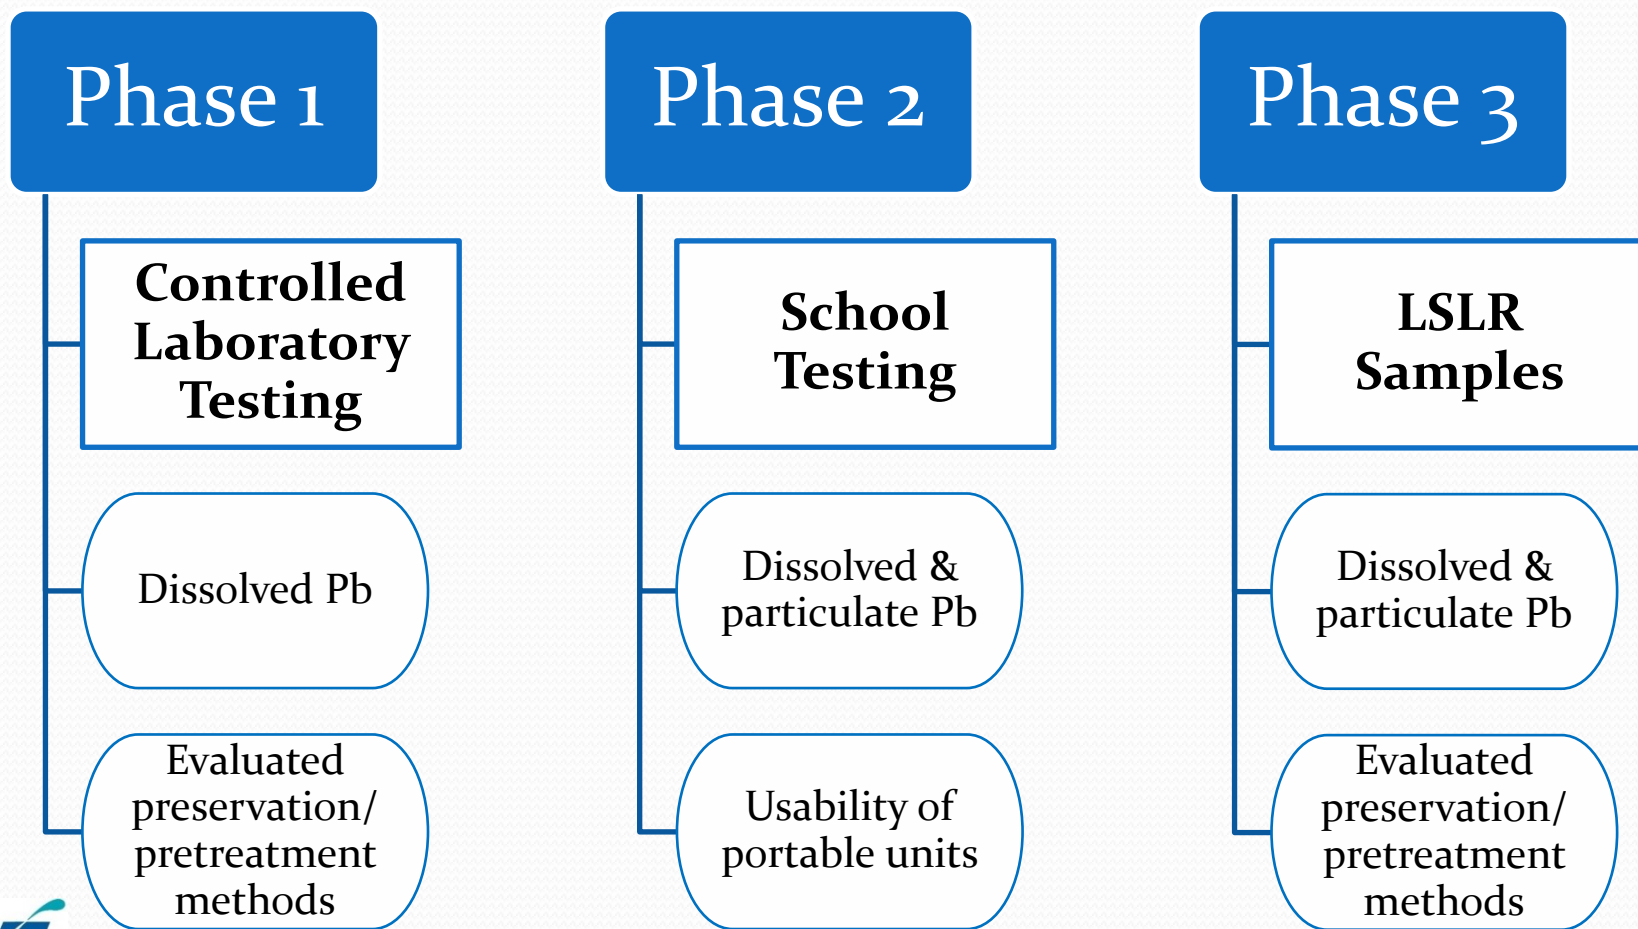 Phase 1
Controlled
Laboratory
Testing
Dissolved Pb
Evaluated
preservation/
pretreatment
methods
Phase 2
School
Testing
Dissolved &
particulate Pb
Usability of
portable units
Phase 3
LSLR
Samples
Dissolved &
particulate Pb
Evaluated
preservation/
pretreatment
methods